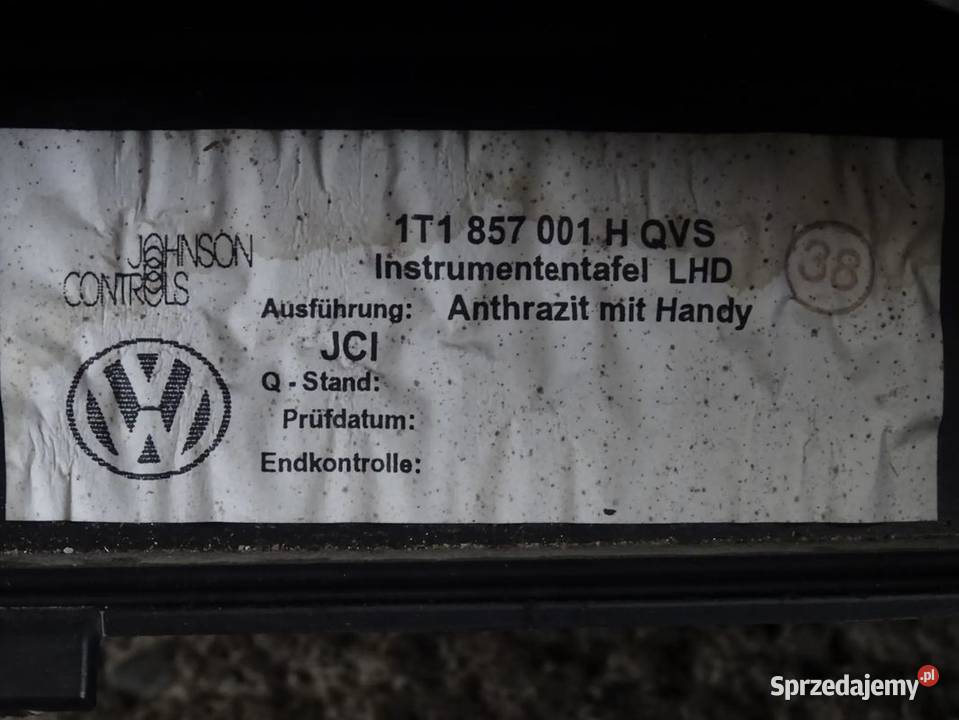 JOHNSON
CONTROLS
1T1 857 001 H QVS
Instrumententafel LHD
38
Ausführung: Anthrazit mit Handy
JCI
Q - Stand:
Prüfdatum:
Endkontrolle:
Sprzedajemy.pl